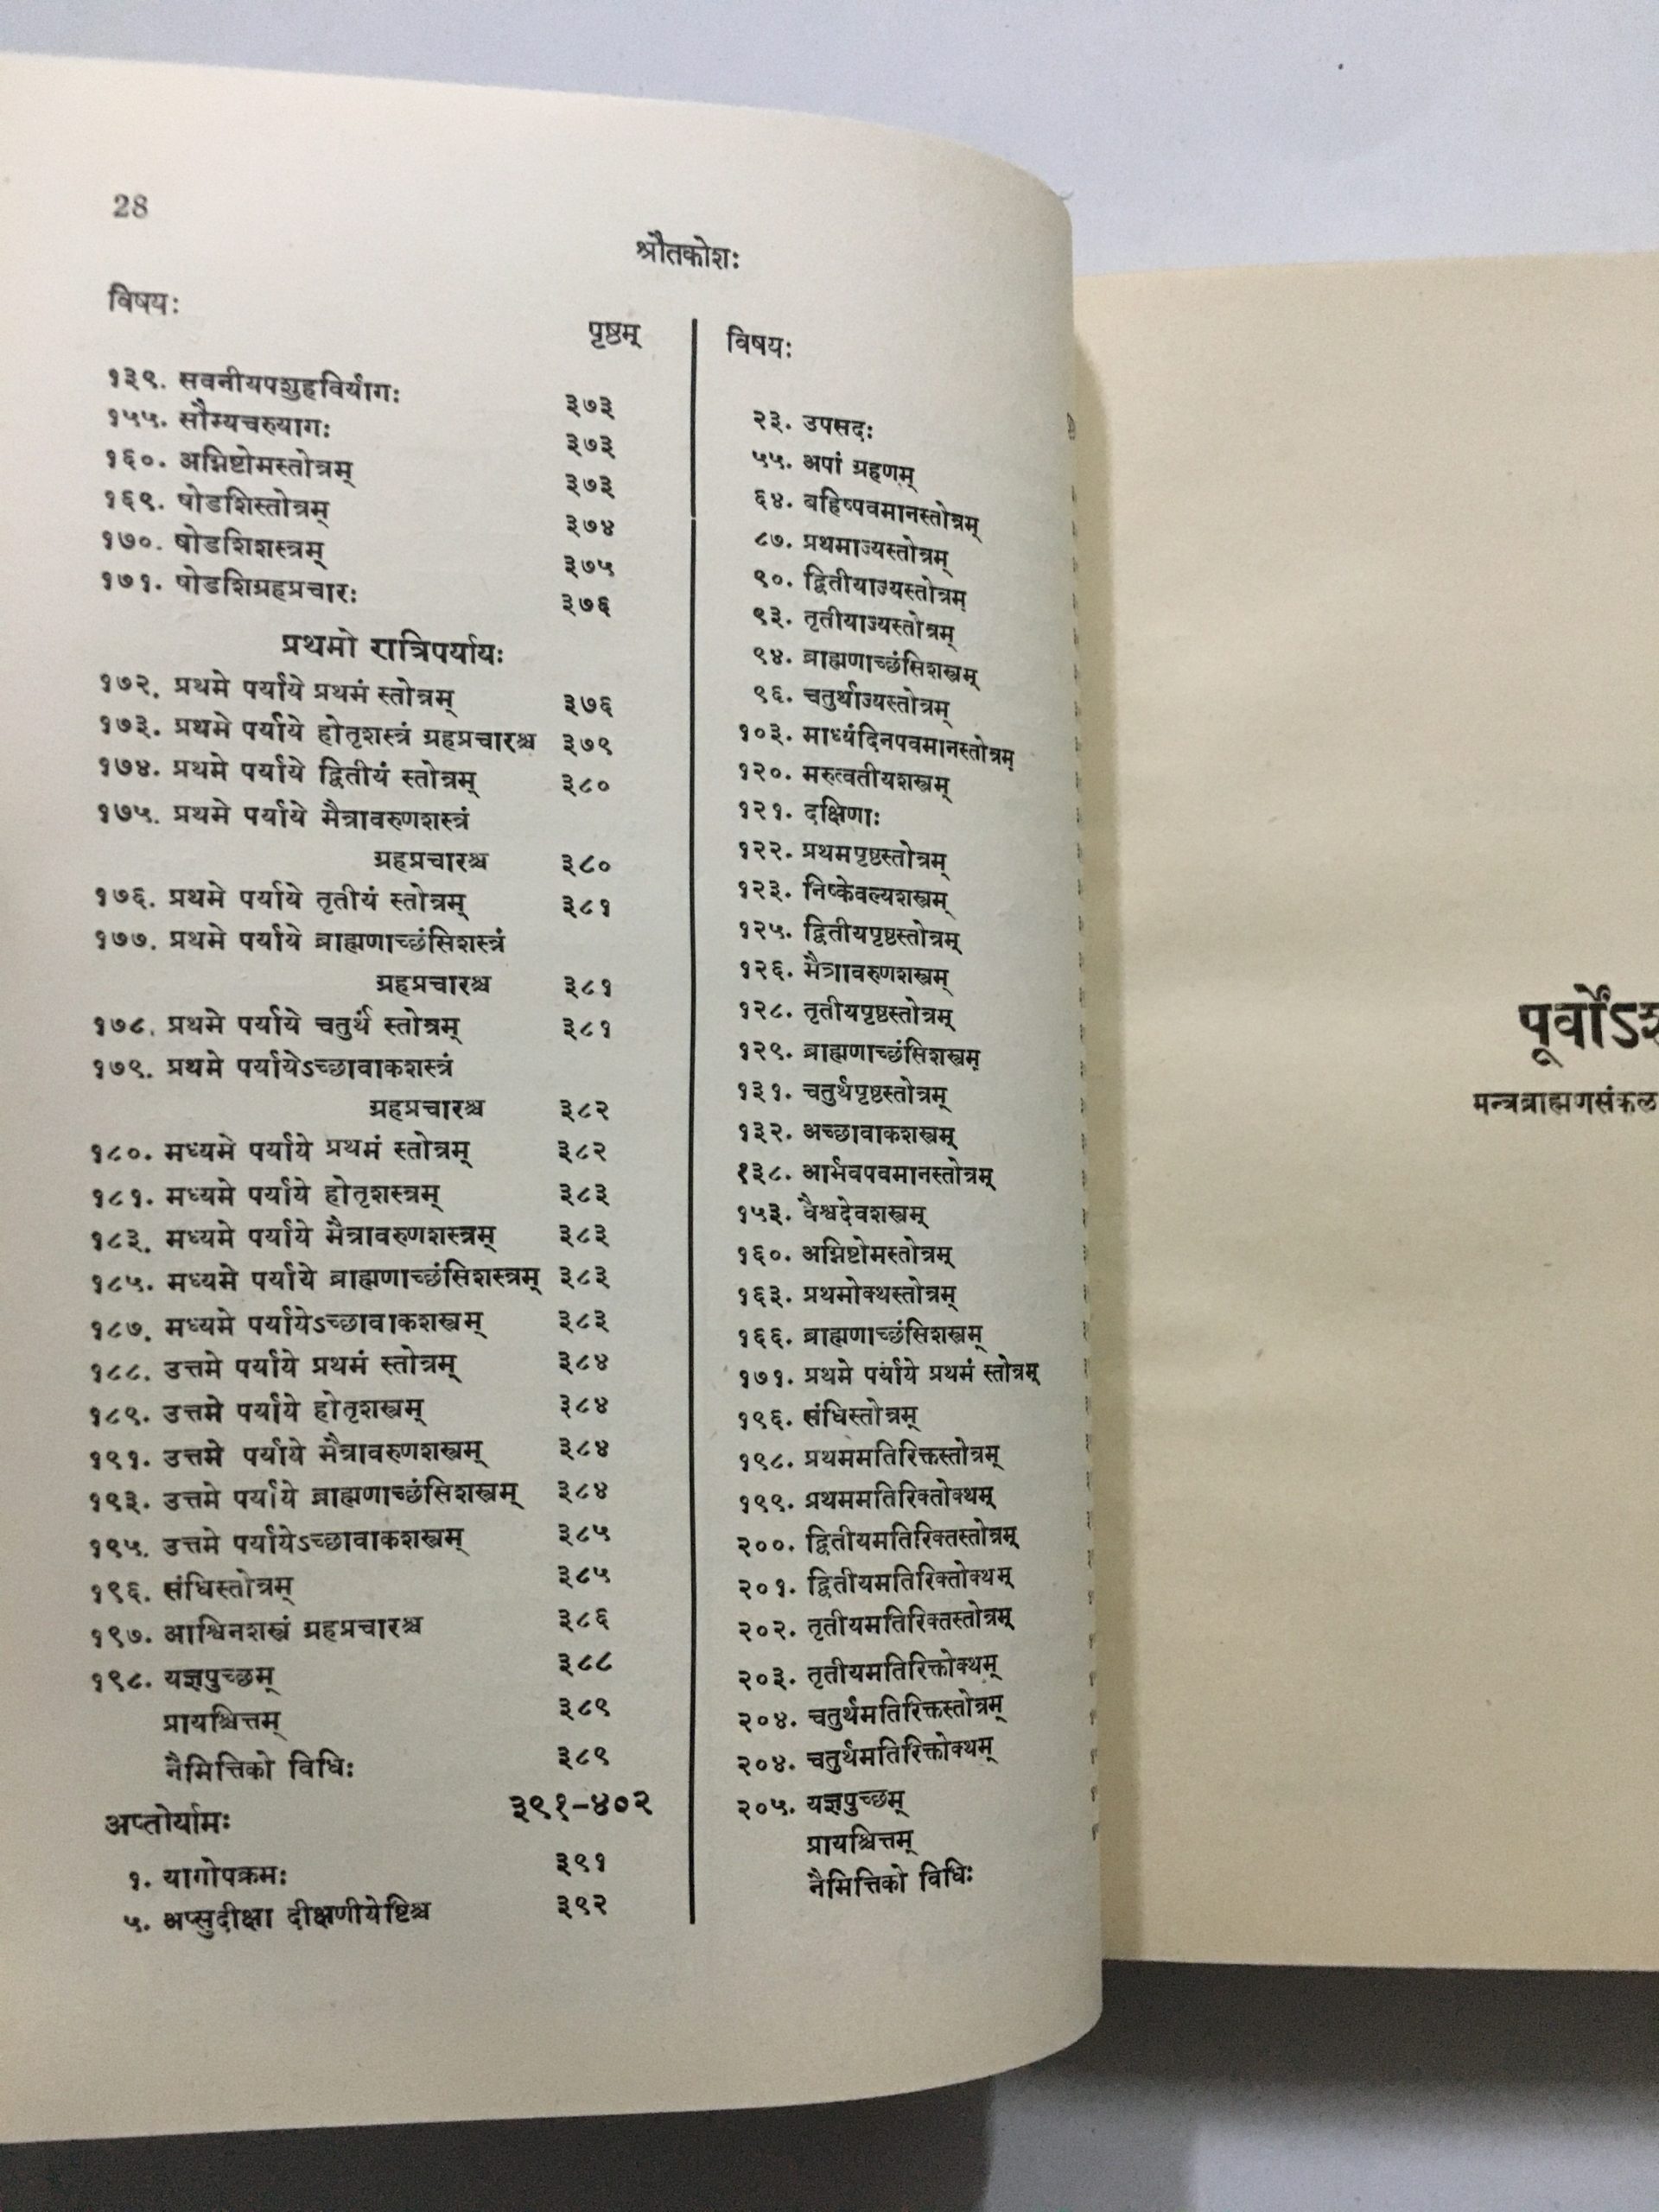 28
श्रौतकोशः
विषयः
पृष्ठम्
१३९. सवनीयपशुहविर्यागः ३७३
१५५. सौम्यचरुयागः ३७३
१६०. अग्निष्टोमस्तोत्रम् ३७३
१६९. षोडशिस्तोत्रम् ३७४
१७०. षोडशिशस्त्रम् ३७५
१७१. षोडशिग्रहप्रचारः ३७६
प्रथमो रात्रिपर्यायः
१७२. प्रथमे पर्याये प्रथमं स्तोत्रम् ३७६
१७३. प्रथमे पर्याये होतृशस्त्रं ग्रहप्रचारश्च ३७९
१७४. प्रथमे पर्याये द्वितीयं स्तोत्रम् ३८०
१७५. प्रथमे पर्याये मैत्रावरुणशस्त्रं
ग्रहप्रचारश्च ३८०
१७६. प्रथमे पर्याये तृतीयं स्तोत्रम् ३८१
१७७. प्रथमे पर्याये ब्राह्मणाच्छंसिशस्त्रं
ग्रहप्रचारश्च ३८१
१७८. प्रथमे पर्याये चतुर्थं स्तोत्रम् ३८१
१७९. प्रथमे पर्यायेऽच्छावाकशस्त्रं
ग्रहप्रचारश्च ३८२
१८०. मध्यमे पर्याये प्रथमं स्तोत्रम् ३८२
१८१. मध्यमे पर्याये होतृशस्त्रम् ३८३
१८३. मध्यमे पर्याये मैत्रावरुणशस्त्रम् ३८३
१८५. मध्यमे पर्याये ब्राह्मणाच्छंसिशस्त्रम् ३८३
१८७. मध्यमे पर्यायेऽच्छावाकशस्त्रम् ३८३
१८८. उत्तमे पर्याये प्रथमं स्तोत्रम् ३८४
१८९. उत्तमे पर्याये होतृशस्त्रम् ३८४
१९१. उत्तमे पर्याये मैत्रावरुणशस्त्रम् ३८४
१९३. उत्तमे पर्याये ब्राह्मणाच्छंसिशस्त्रम् ३८४
१९५. उत्तमे पर्यायेऽच्छावाकशस्त्रम् ३८५
१९६. संधिस्तोत्रम् ३८५
१९७. आश्विनशस्त्रं ग्रहप्रचारश्च ३८६
१९८. यज्ञपुच्छम् ३८८
प्रायश्चित्तम् ३८९
नैमित्तिको विधिः ३८९
अप्तोर्यामः ३९१-४०२
१. यागोपक्रमः ३९१
५. अप्सुदीक्षा दीक्षणीयेष्टिश्च ३९२
विषयः
२३. उपसदः
५५. अपां ग्रहणम्
६४. बहिष्पवमानस्तोत्रम्
८७. प्रथमाज्यस्तोत्रम्
९०. द्वितीयाज्यस्तोत्रम्
९३. तृतीयाज्यस्तोत्रम्
९४. ब्राह्मणाच्छंसिशस्त्रम्
९६. चतुर्थाज्यस्तोत्रम्
१०३. माध्यंदिनपवमानस्तोत्रम्
१२०. मरुत्वतीयशस्त्रम्
१२१. दक्षिणाः
१२२. प्रथमपृष्ठस्तोत्रम्
१२३. निष्केवल्यशस्त्रम्
१२५. द्वितीयपृष्ठस्तोत्रम्
१२६. मैत्रावरुणशस्त्रम्
१२८. तृतीयपृष्ठस्तोत्रम्
१२९. ब्राह्मणाच्छंसिशस्त्रम्
१३१. चतुर्थपृष्ठस्तोत्रम्
१३२. अच्छावाकशस्त्रम्
१३८. आर्भवपवमानस्तोत्रम्
१५३. वैश्वदेवशस्त्रम्
१६०. अग्निष्टोमस्तोत्रम्
१६३. प्रथमोक्थस्तोत्रम्
१६६. ब्राह्मणाच्छंसिशस्त्रम्
१७१. प्रथमे पर्याये प्रथमं स्तोत्रम्
१९६. संधिस्तोत्रम्
१९८. प्रथममतिरिक्तस्तोत्रम्
१९९. प्रथममतिरिक्तोक्थम्
२००. द्वितीयमतिरिक्तस्तोत्रम्
२०१. द्वितीयमतिरिक्तोक्थम्
२०२. तृतीयमतिरिक्तस्तोत्रम्
२०३. तृतीयमतिरिक्तोक्थम्
२०४. चतुर्थमतिरिक्तस्तोत्रम्
२०४. चतुर्थमतिरिक्तोक्थम्
२०५. यज्ञपुच्छम्
प्रायश्चित्तम्
नैमित्तिको विधिः
मन्त्रब्राह्मणसंकल